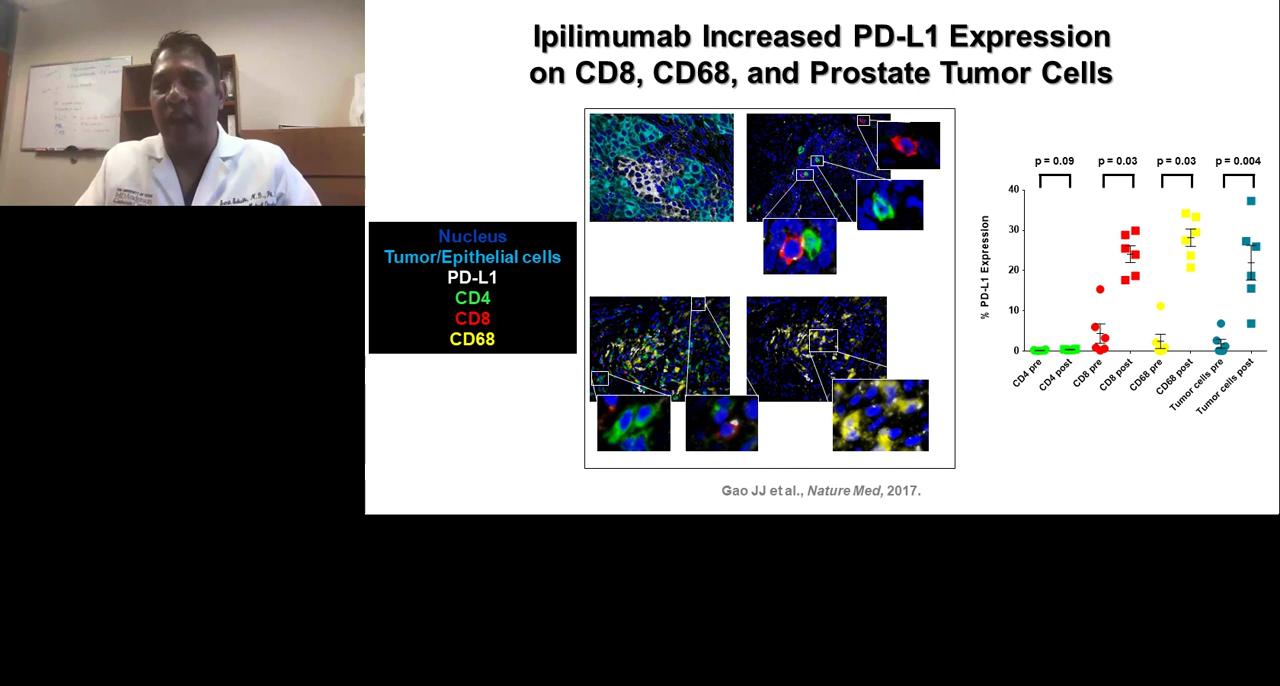 Ipilimumab Increased PD-L1 Expression
on CD8, CD68, and Prostate Tumor Cells
Nucleus
Tumor/Epithelial cells
PD-L1
CD4
CD8
CD68
p = 0.09
p = 0.03
p = 0.03
p = 0.004
% PD-L1 Expression
40
30
20
10
0
CD4 pre
CD4 post
CD8 pre
CD8 post
CD68 pre
CD68 post
Tumor cells pre
Tumor cells post
Gao JJ et al., Nature Med, 2017.